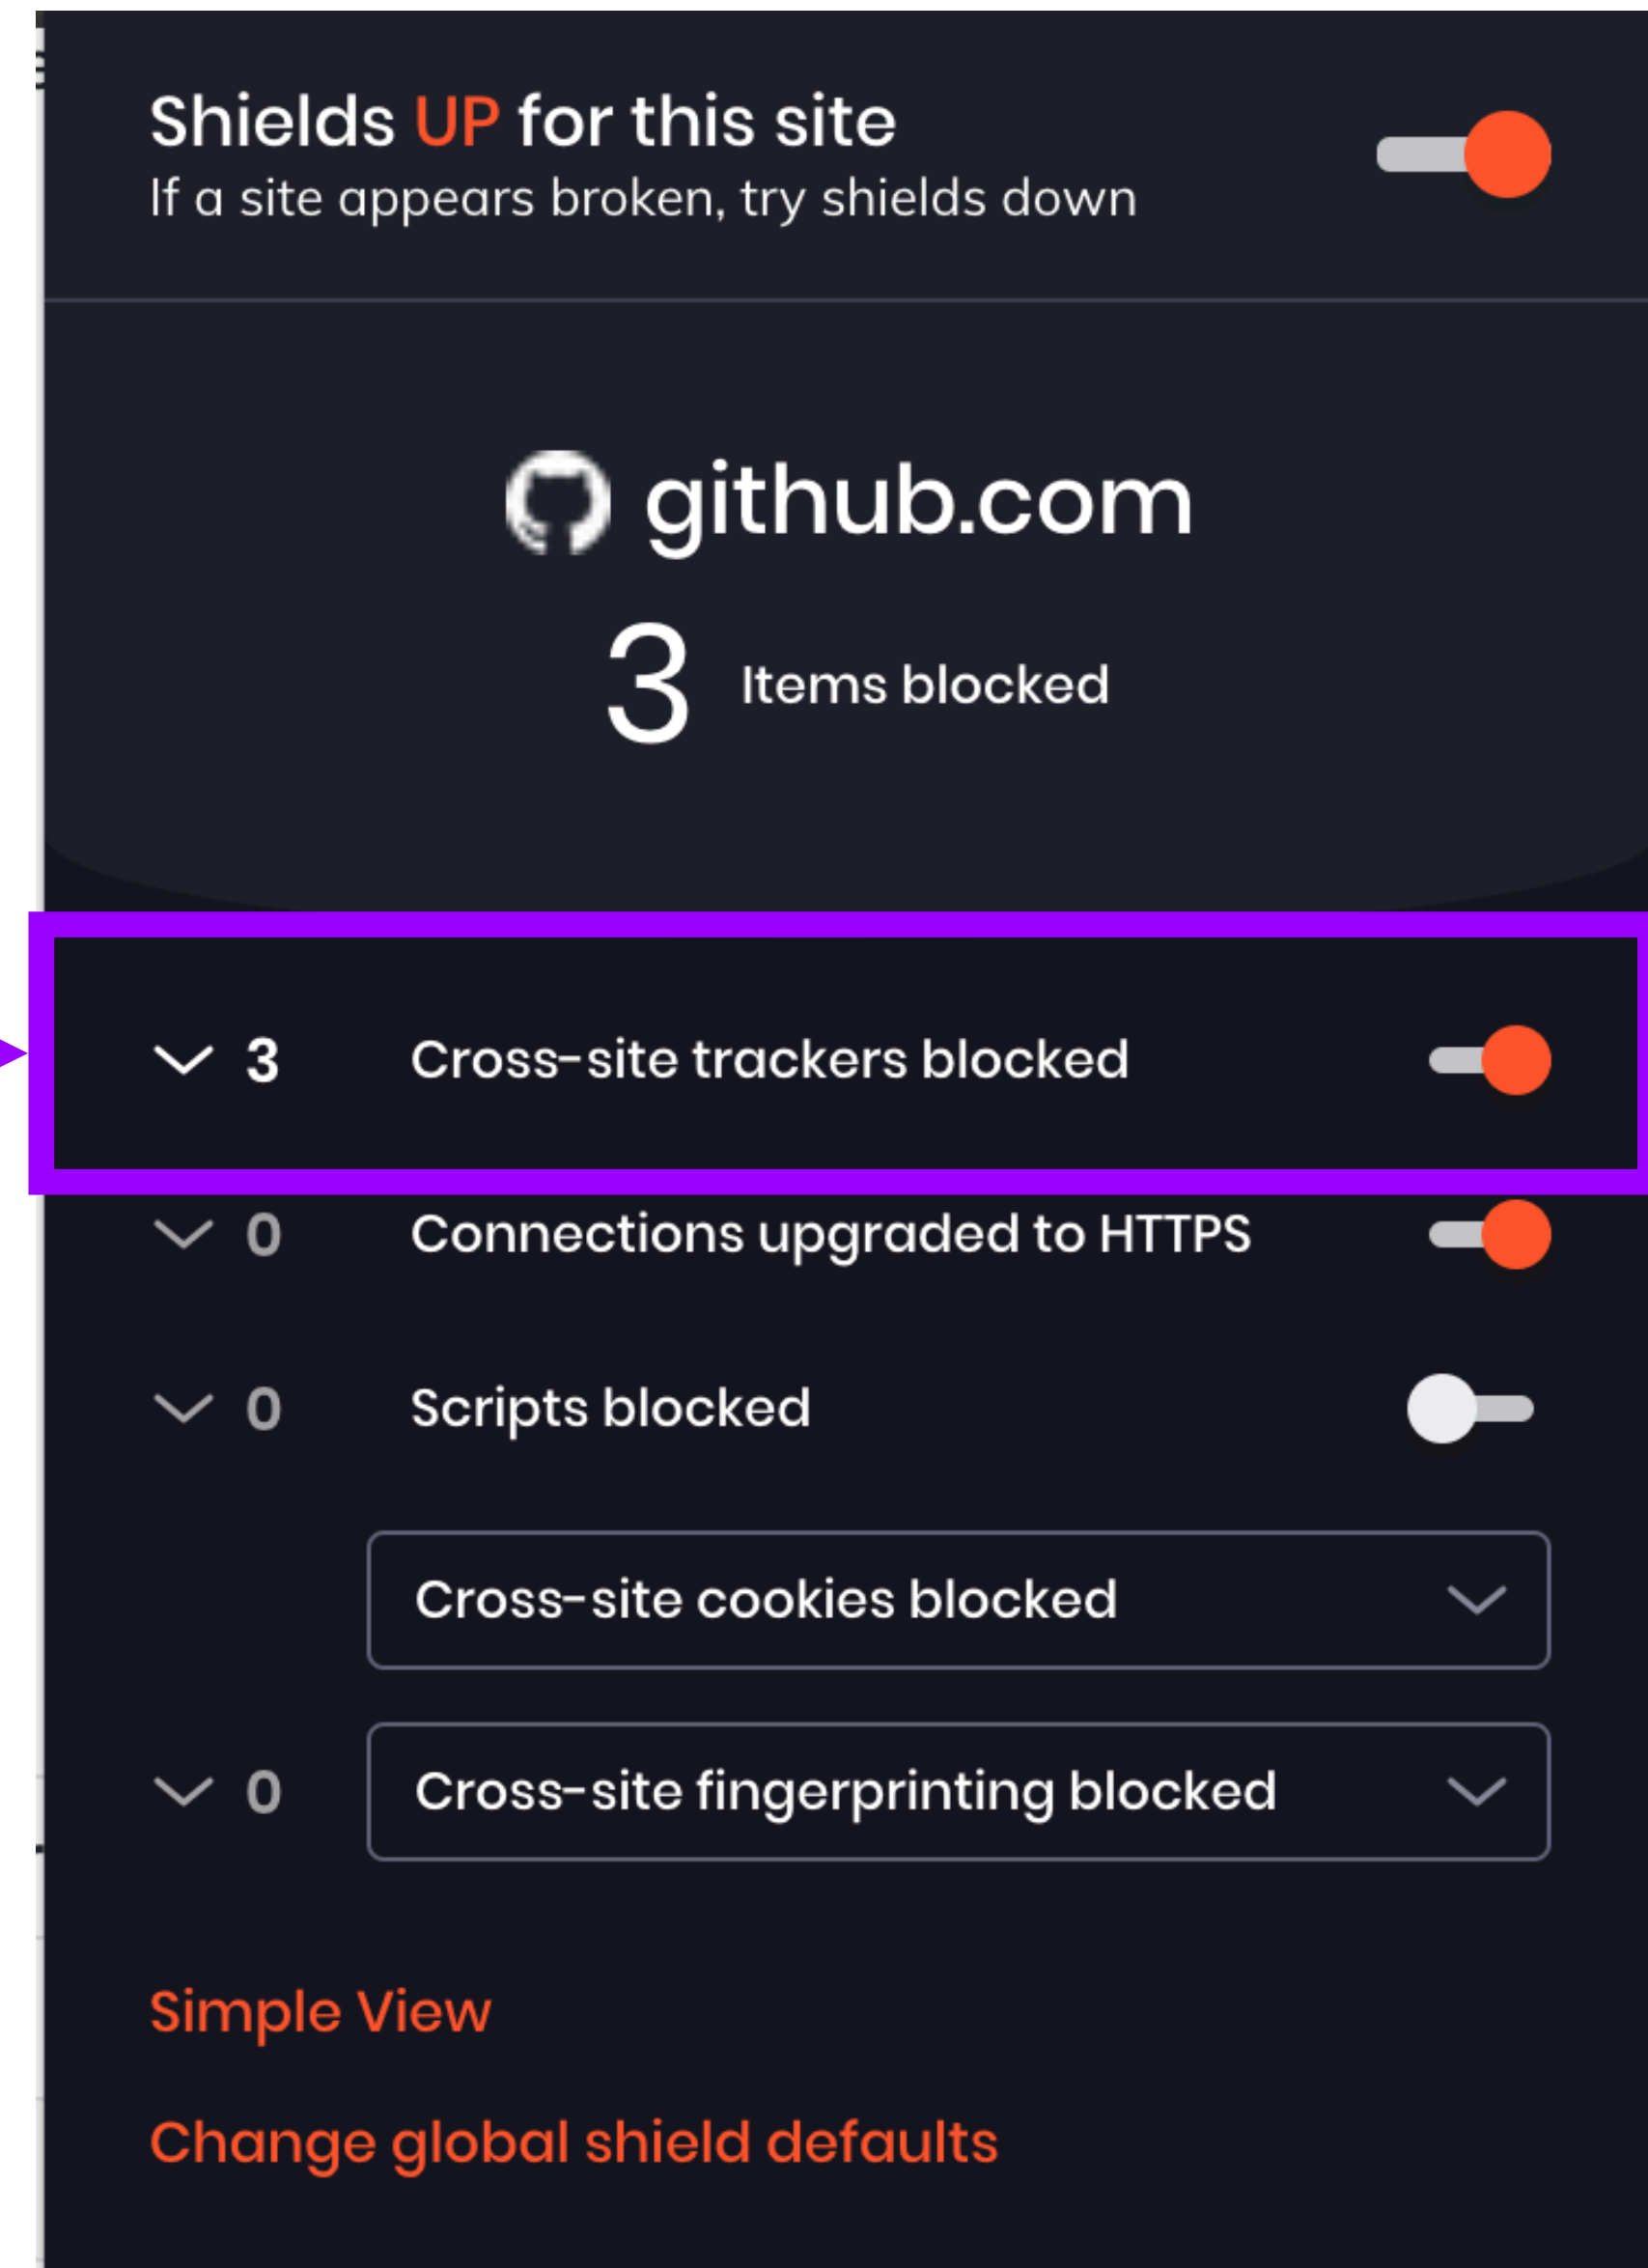 Shields UP for this site
If a site appears broken, try shields down
github.com
3 Items blocked
3 Cross-site trackers blocked
0 Connections upgraded to HTTPS
0 Scripts blocked
Cross-site cookies blocked
0 Cross-site fingerprinting blocked
Simple View
Change global shield defaults